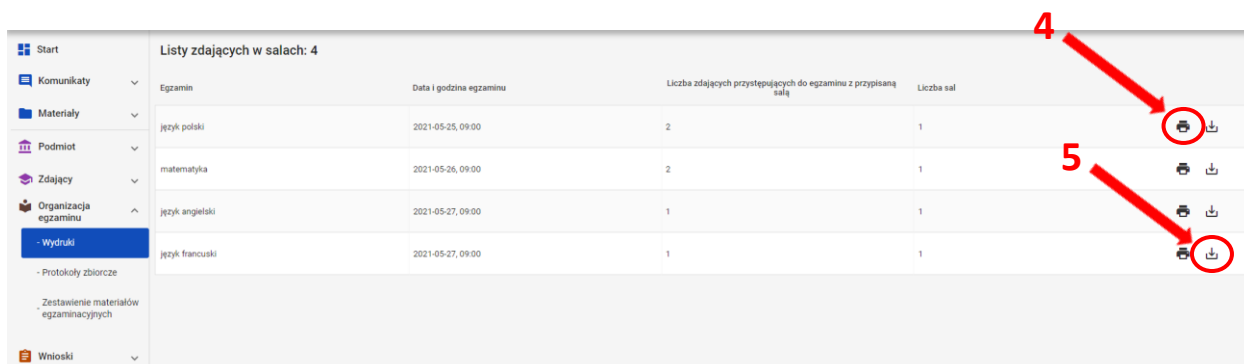 4
Start
Listy zdających w salach: 4
Komunikaty
Egzamin
Data i godzina egzaminu
Liczba zdających przystępujących do egzaminu z przypisaną
salą
Liczba sal
Materiały
język polski
2021-05-25, 09:00
2
1
Podmiot
5
matematyka
2021-05-26, 09:00
2
1
Zdający
Organizacja
egzaminu
język angielski
2021-05-27, 09:00
1
1
- Wydruki
język francuski
2021-05-27, 09:00
1
1
- Protokoły zbiorcze
- Zestawienie materiałów
egzaminacyjnych
Wnioski